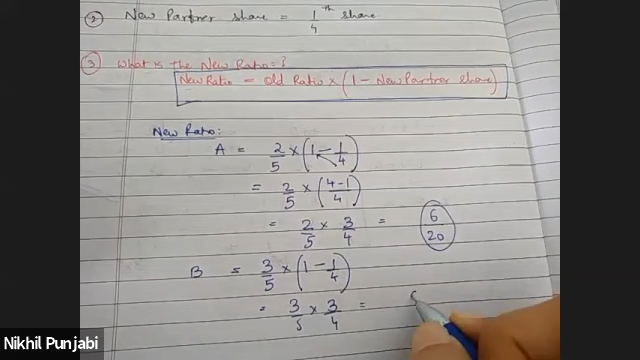 ② New Partner share = 1/4 th share
③ What is the New Ratio = ?
New Ratio = Old Ratio × (1 - New Partner share)
New Ratio:
A = 2/5 × (1 - 1/4)
= 2/5 × (4-1/4)
= 2/5 × 3/4 = 6/20
B = 3/5 × (1 - 1/4)
= 3/5 × 3/4 =
Nikhil Punjabi